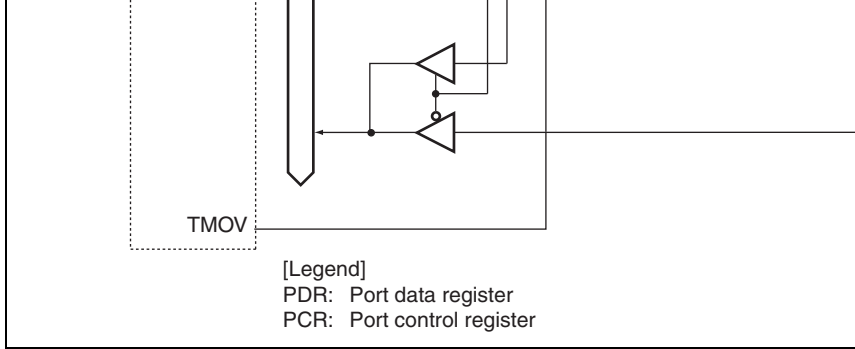 TMOV
[Legend]
PDR: Port data register
PCR: Port control register